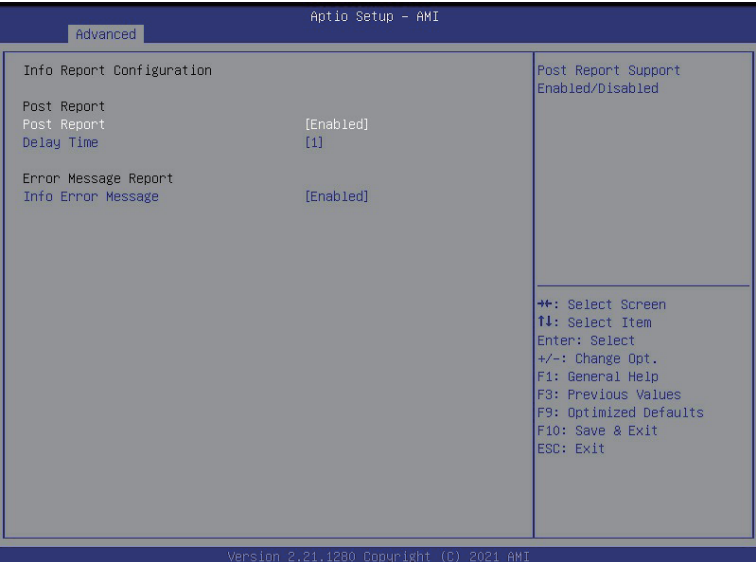 Aptio Setup – AMI
Advanced
Info Report Configuration
Post Report
Post Report [Enabled]
Delay Time [1]
Error Message Report
Info Error Message [Enabled]
Post Report Support
Enabled/Disabled
→←: Select Screen
↑↓: Select Item
Enter: Select
+/-: Change Opt.
F1: General Help
F3: Previous Values
F9: Optimized Defaults
F10: Save & Exit
ESC: Exit
Version 2.21.1280 Copyright (C) 2021 AMI